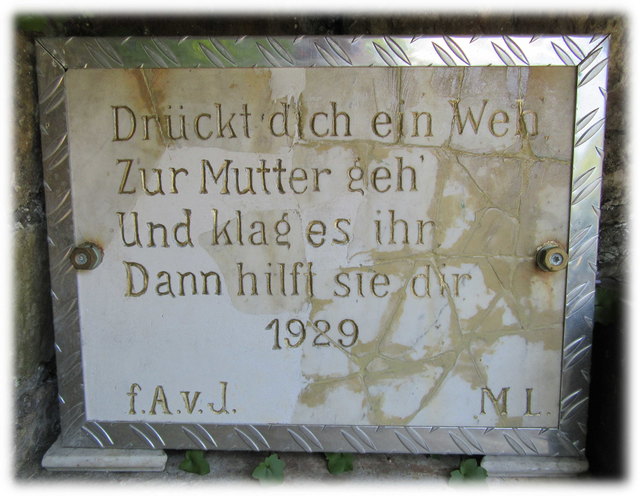 Drückt dich ein Weh'
Zur Mutter geh'
Und klag es ihr
Dann hilft sie dir
1929
f.A.v.J.
M L.